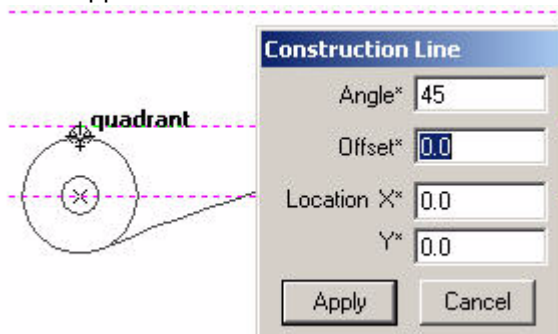 Construction Line
Angle* 45
quadrant
Offset* 0.0
Location X* 0.0
Y* 0.0
Apply Cancel